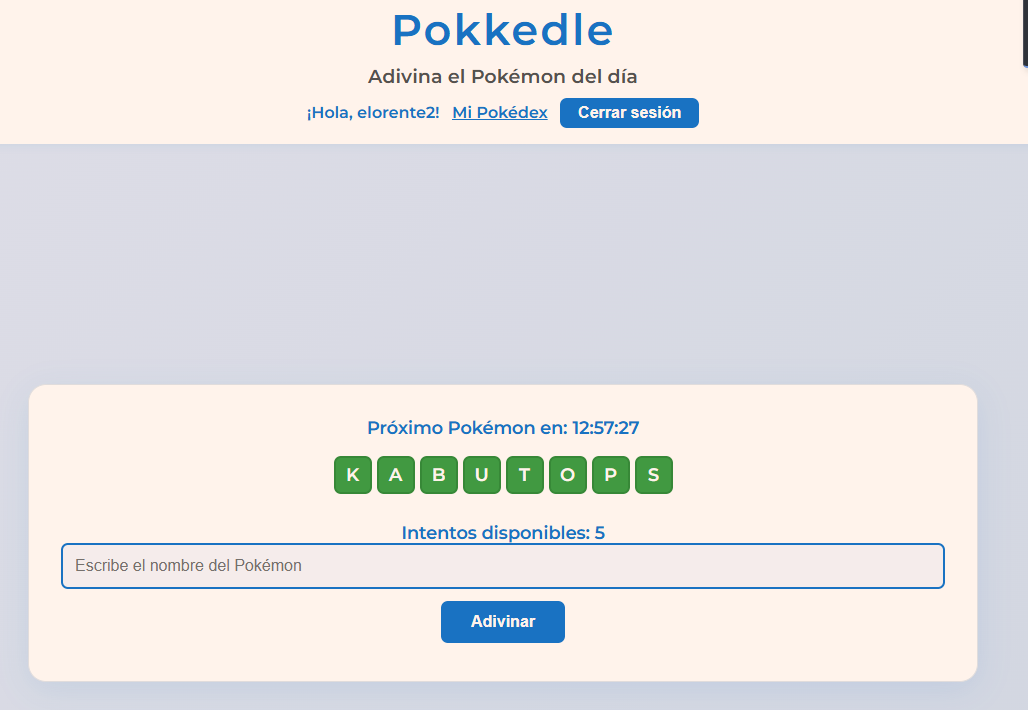 Pokkedle
Adivina el Pokémon del día
¡Hola, elorente2! Mi Pokédex Cerrar sesión
Próximo Pokémon en: 12:57:27
K A B U T O P S
Intentos disponibles: 5
Escribe el nombre del Pokémon
Adivinar